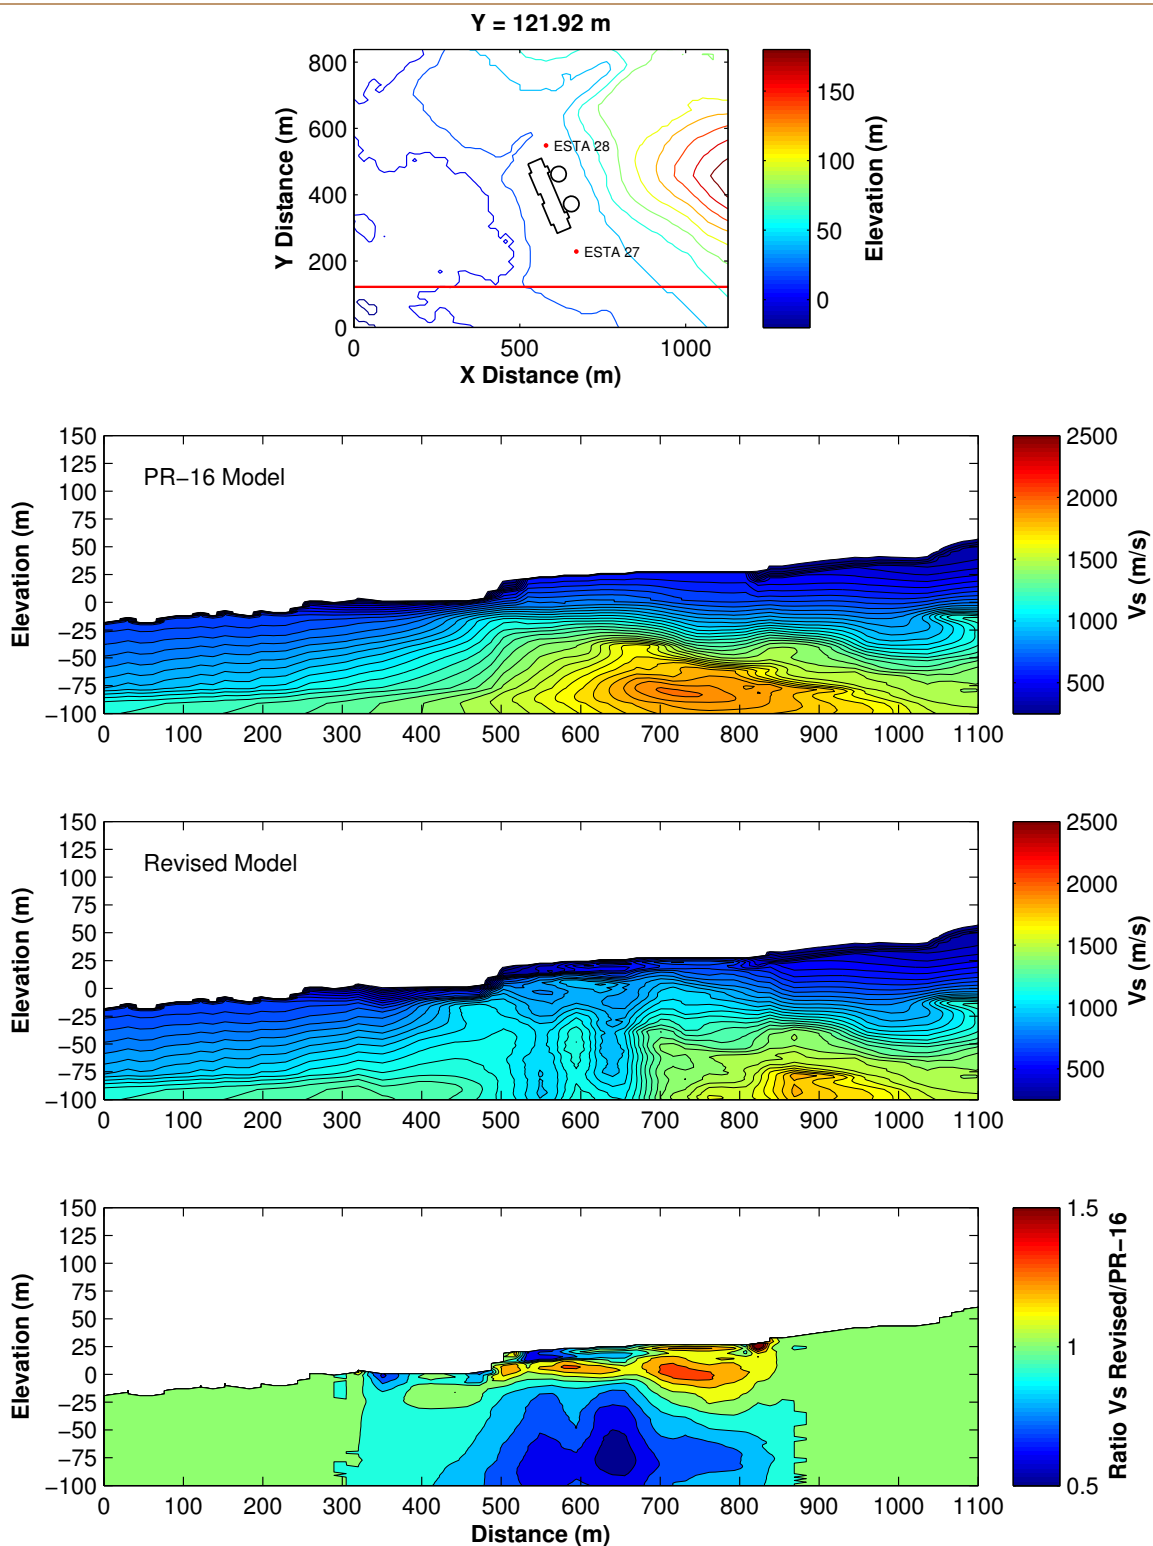 Y = 121.92 m
800
600
400
200
0
Y Distance (m)
0 500 1000
X Distance (m)
ESTA 28
ESTA 27
150
100
50
0
Elevation (m)
150
125
100
75
50
25
0
−25
−50
−75
−100
Elevation (m)
PR−16 Model
0 100 200 300 400 500 600 700 800 900 1000 1100
2500
2000
1500
1000
500
Vs (m/s)
150
125
100
75
50
25
0
−25
−50
−75
−100
Elevation (m)
Revised Model
0 100 200 300 400 500 600 700 800 900 1000 1100
2500
2000
1500
1000
500
Vs (m/s)
150
125
100
75
50
25
0
−25
−50
−75
−100
Elevation (m)
0 100 200 300 400 500 600 700 800 900 1000 1100
Distance (m)
1.5
1
0.5
Ratio Vs Revised/PR−16